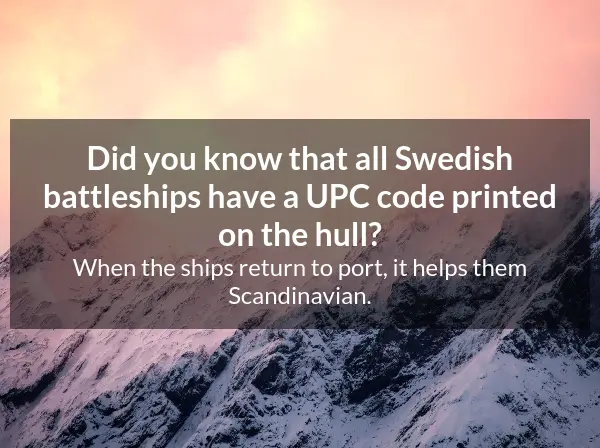 Did you know that all Swedish
battleships have a UPC code printed
on the hull?
When the ships return to port, it helps them
Scandinavian.